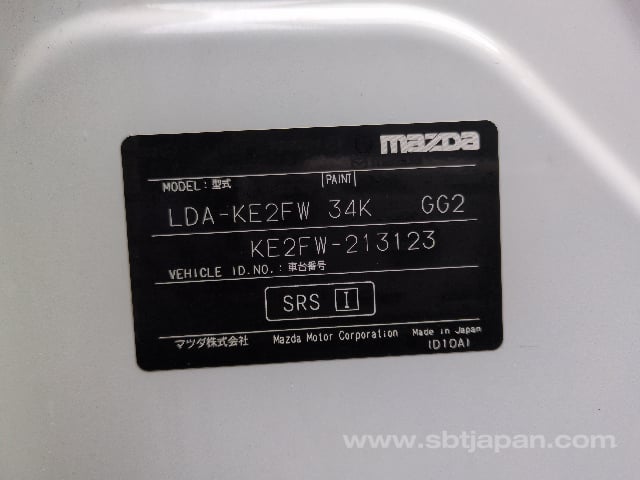 mazda
MODEL: 型式 PAINT
LDA-KE2FW 34K GG2
KE2FW-213123
VEHICLE ID.NO.: 車台番号
SRS I
マツダ株式会社 Mazda Motor Corporation Made in Japan
(D10A)
www.sbtjapan.com